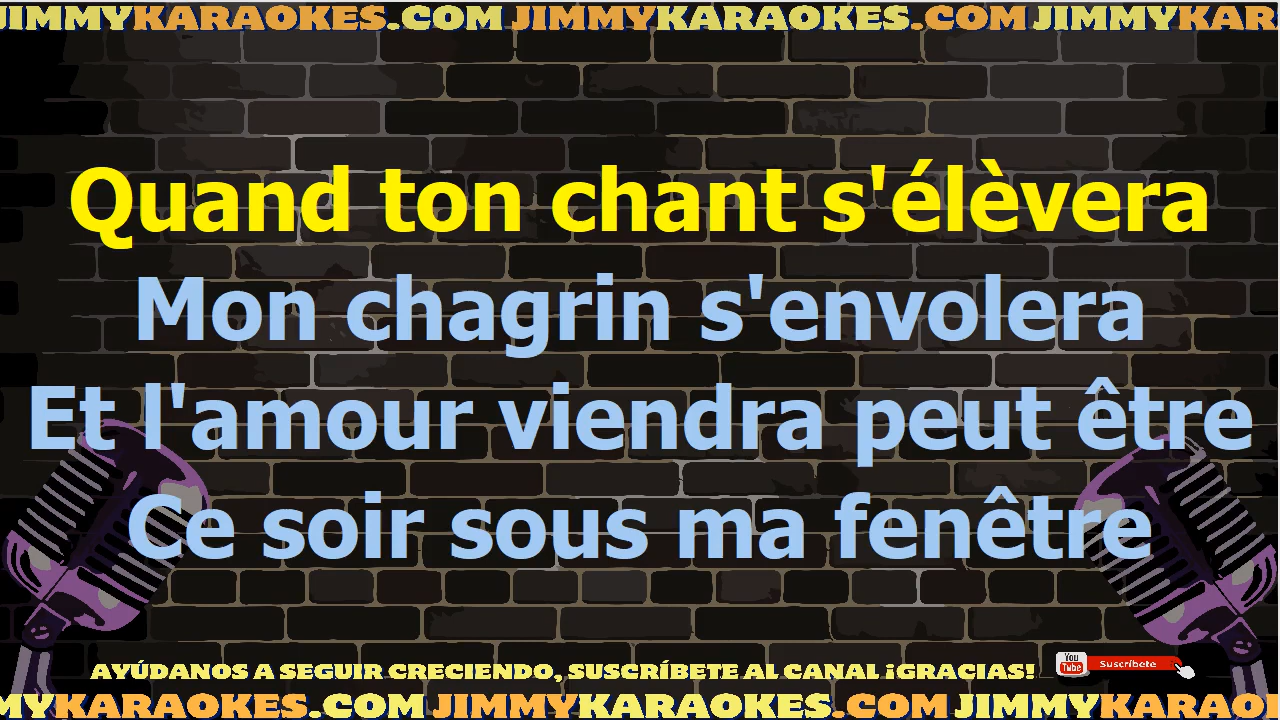 JIMMYKARAOKES.COM JIMMYKARAOKES.COM JIMMYKAR
Quand ton chant s'élèvera
Mon chagrin s'envolera
Et l'amour viendra peut être
Ce soir sous ma fenêtre
AYÚDANOS A SEGUIR CRECIENDO, SUSCRÍBETE AL CANAL ¡GRACIAS!
You Tube Suscríbete
MYKARAOKES.COM JIMMYKARAOKES.COM JIMMYKARAO